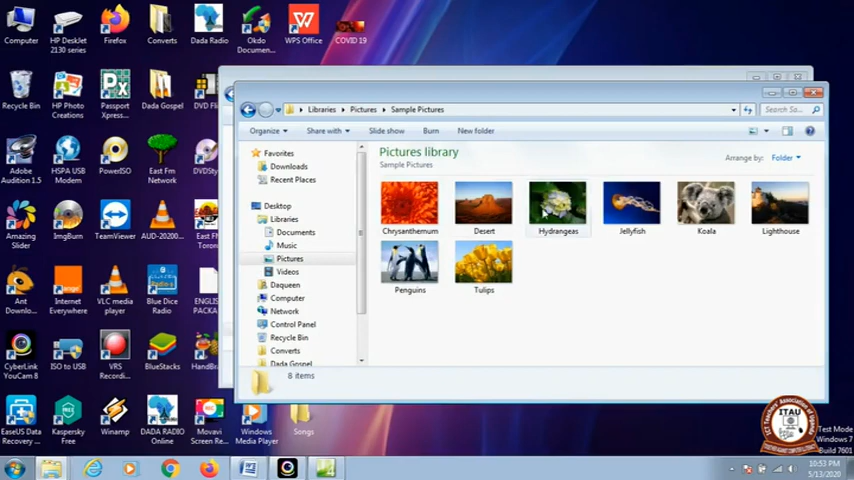 Computer
HP DeskJet
2130 series
Firefox
Converts
Dada Radio
Okdo
Documen...
WPS Office
COVID 19
Recycle Bin
HP Photo
Creations
Passport
Xpress...
Dada Gospel
DVD Fli
Adobe
Audition 1.5
HSPA USB
Modem
PowerISO
East Fm
Network
DVDSty
Amazing
Slider
ImgBurn
TeamViewer
AUD-20200...
East FM
Toron
Ant
Downlo...
Internet
Everywhere
VLC media
player
Blue Dice
Radio
ENGLIS
PACKA
CyberLink
YouCam 8
ISO to USB
VRS
Recordi...
BlueStacks
HandB
EaseUS Data
Recovery ...
Kaspersky
Free
Winamp
DADA RADIO
Online
Movavi
Screen Re...
Windows
Media Player
Songs
Libraries
Pictures
Sample Pictures
Search Sa...
Organize
Share with
Slide show
Burn
New folder
Favorites
Downloads
Recent Places
Desktop
Libraries
Documents
Music
Pictures
Videos
Daqueen
Computer
Network
Control Panel
Recycle Bin
Converts
Dada Gospel
Pictures library
Sample Pictures
Arrange by: Folder
Chrysanthemum
Desert
Hydrangeas
Jellyfish
Koala
Lighthouse
Penguins
Tulips
8 items
ITAU
Test Mode
Windows 7
Build 7601
10:53 PM
5/13/2020